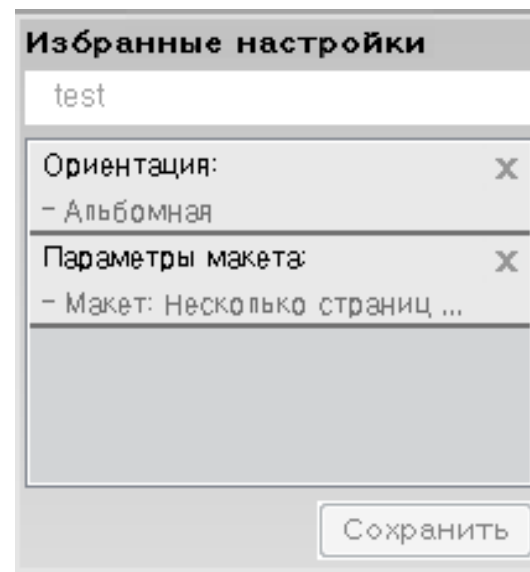 Избранные настройки
test
Ориентация:
x
- Альбомная
Параметры макета:
x
- Макет: Несколько страниц ...
Сохранить